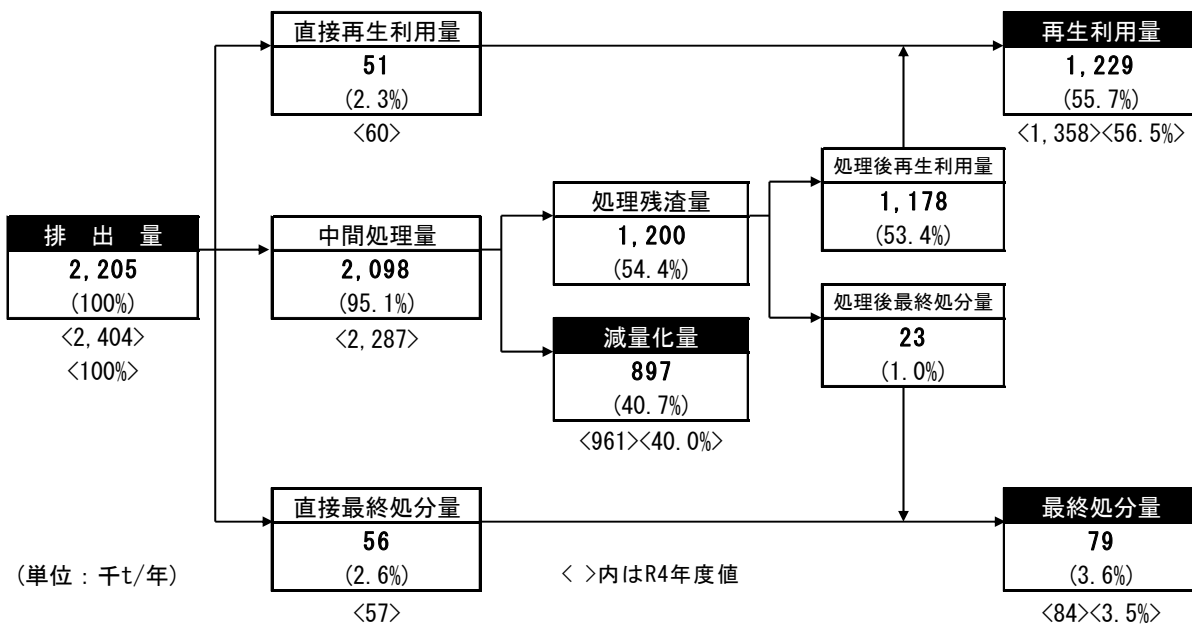 直接再生利用量
51
(2.3%)
<60>
再生利用量
1,229
(55.7%)
<1,358><56.5%>
処理残渣量
1,200
(54.4%)
処理後再生利用量
1,178
(53.4%)
排 出 量
2,205
(100%)
<2,404>
<100%>
中間処理量
2,098
(95.1%)
<2,287>
減量化量
897
(40.7%)
<961><40.0%>
処理後最終処分量
23
(1.0%)
直接最終処分量
56
(2.6%)
<57>
最終処分量
79
(3.6%)
<84><3.5%>
(単位：千t/年)
< >内はR4年度値